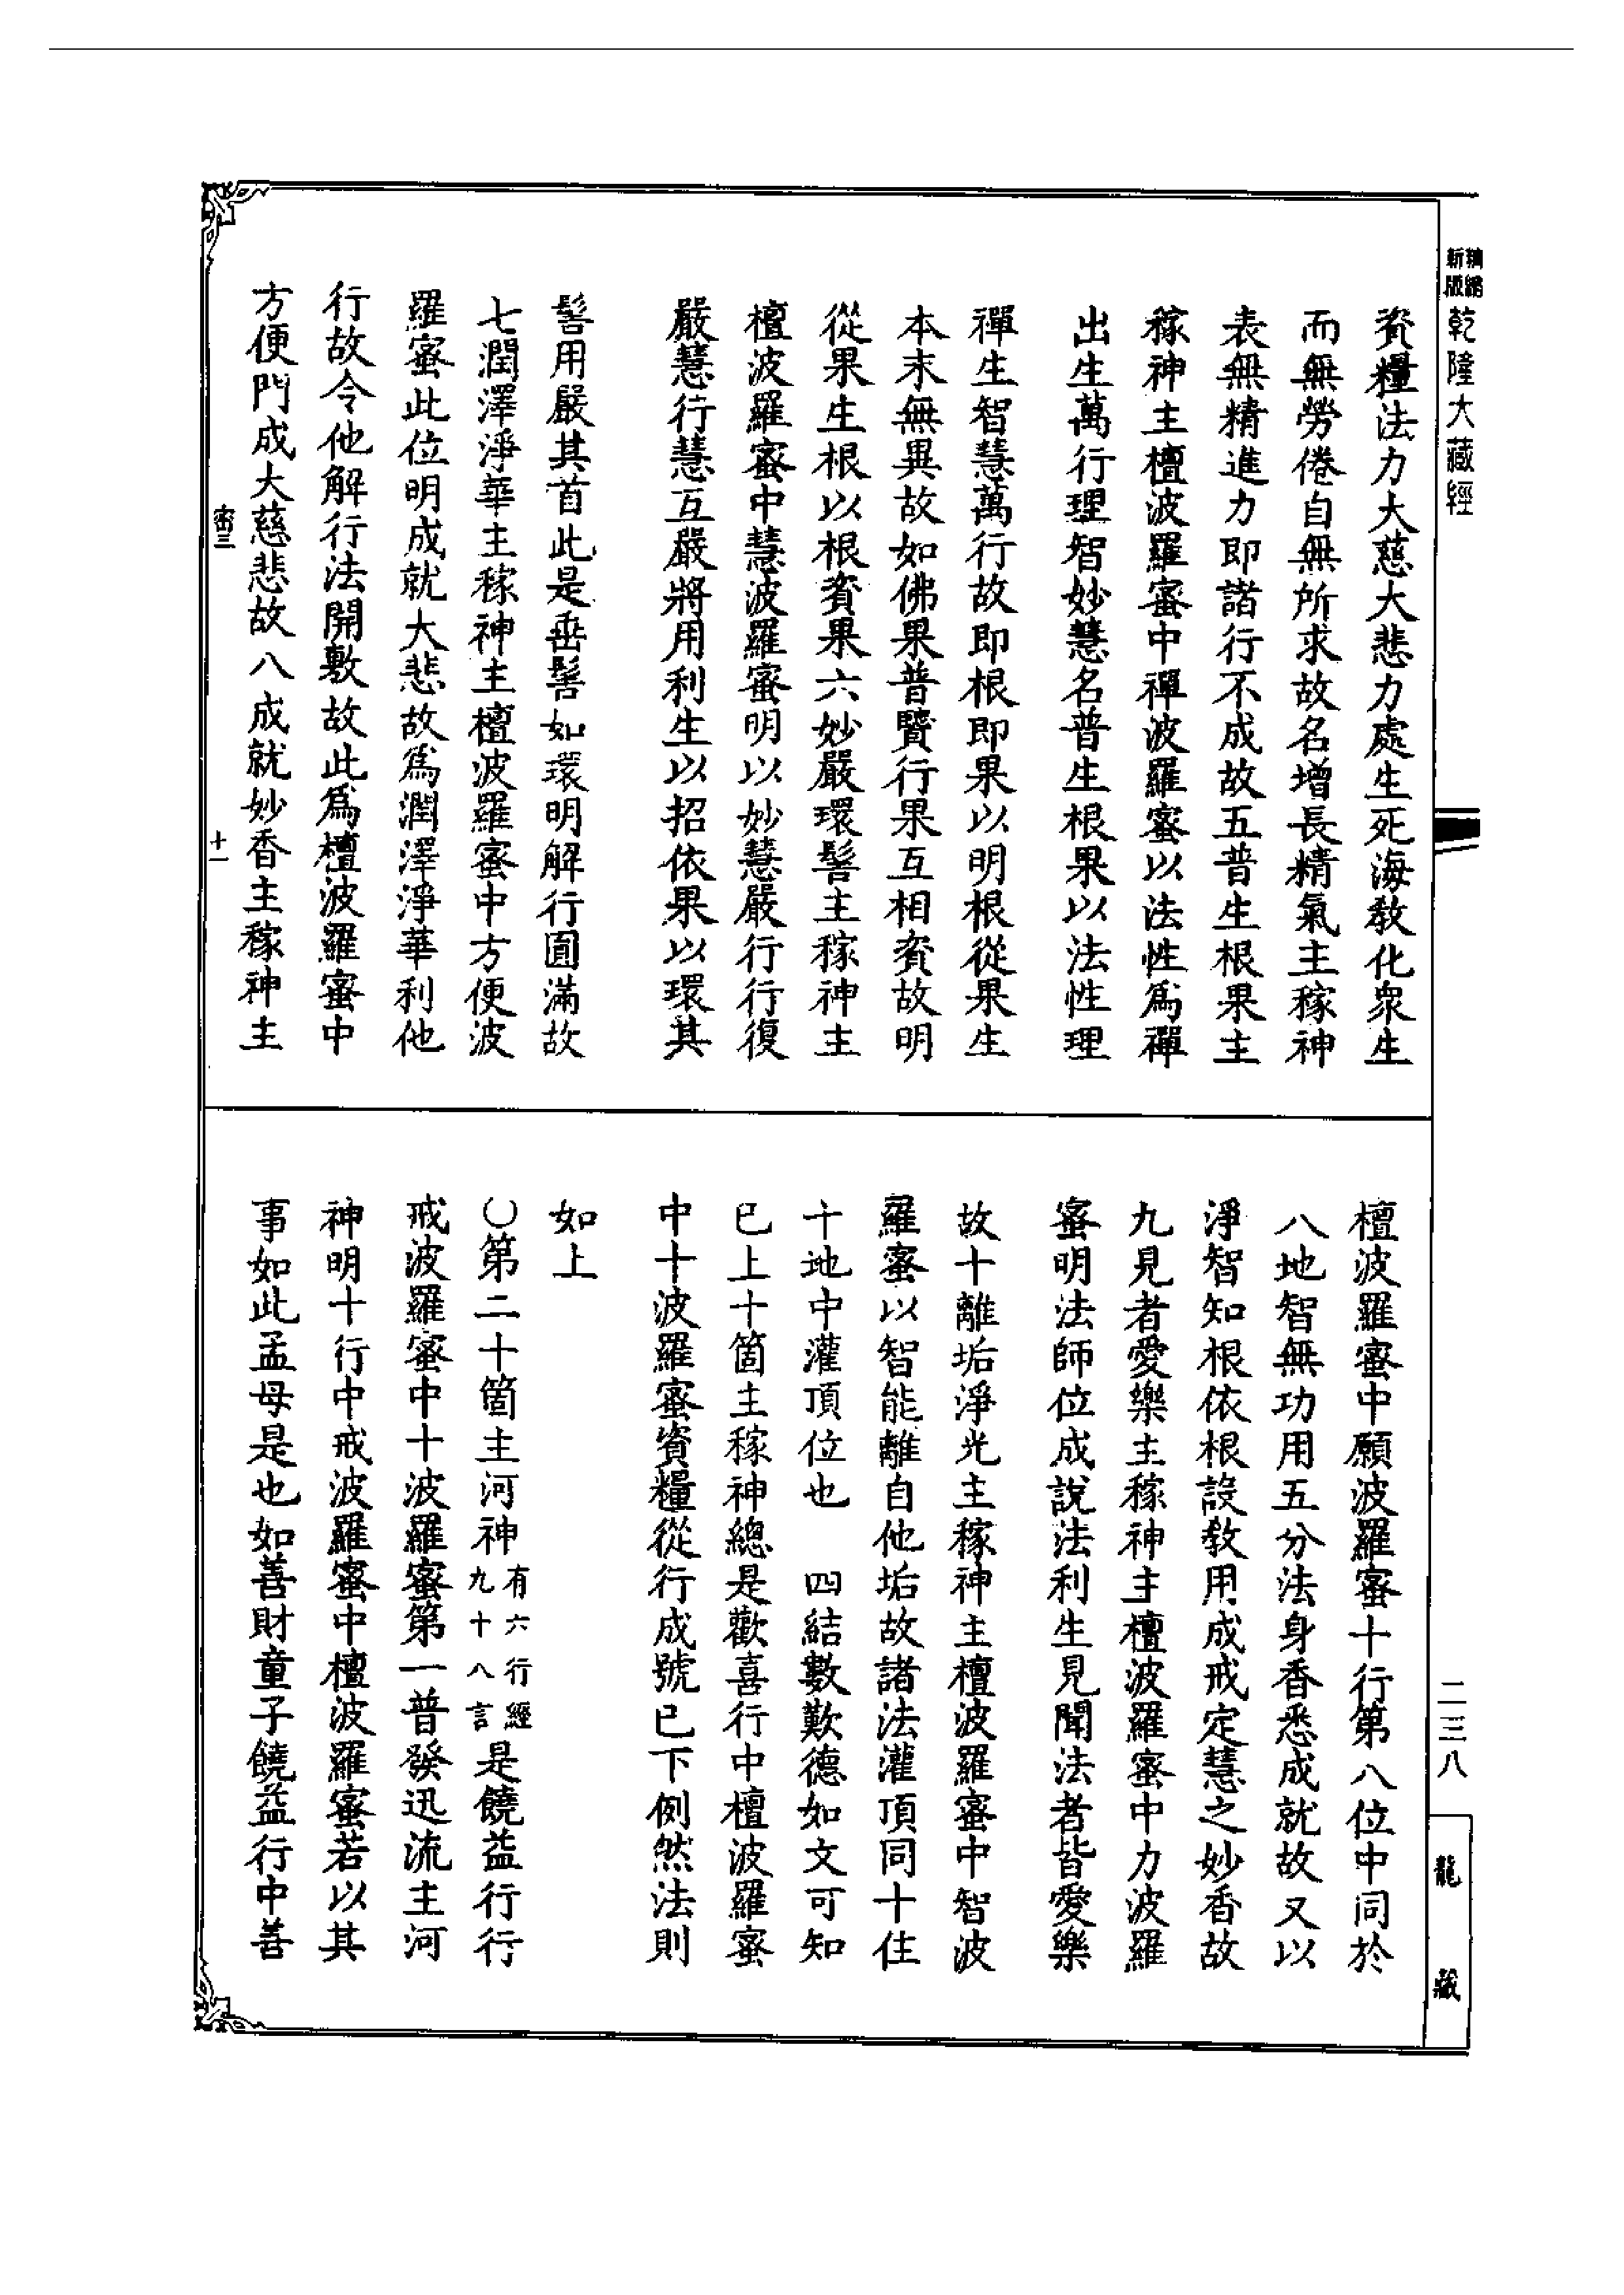 精繡
新版
乾隆大藏經
資糧法力大慈大悲力處生死海教化衆生
而無勞倦自無所求故名增長精氣主稼神
表無精進力即諸行不成故五普生根果主
稼神主檀波羅蜜中禪波羅蜜以法性爲禪
出生萬行理智妙慧名普生根果以法性理
禪生智慧萬行故即根即果以明根從果生
本末無異故如佛果普賢行果互相資故明
從果生根以根資果六妙嚴環髻主稼神主
檀波羅蜜中慧波羅蜜明以妙慧嚴行行復
嚴慧行慧互嚴將用利生以招依果以環其
髻用嚴其首此是垂髻如環明解行圓滿故
七潤澤淨華主稼神主檀波羅蜜中方便波
羅蜜此位明成就大悲故爲潤澤淨華利他
行故令他解行法開敷故此爲檀波羅蜜中
方便門成大慈悲故八成就妙香主稼神主
密三
十一
檀波羅蜜中願波羅蜜十行第八位中同於
八地智無功用五分法身香悉成就故又以
淨智知根依根設教用成戒定慧之妙香故
九見者愛樂主稼神主檀波羅蜜中力波羅
蜜明法師位成說法利生見聞法者皆愛樂
故十離垢淨光主稼神主檀波羅蜜中智波
羅蜜以智能離自他垢故諸法灌頂同十住
十地中灌頂位也　四結數歎德如文可知
已上十箇主稼神總是歡喜行中檀波羅蜜
中十波羅蜜資糧從行成號已下例然法則
如上
○第二十箇主河神有六行經九十八言是饒益行行
戒波羅蜜中十波羅蜜第一普發迅流主河
神明十行中戒波羅蜜中檀波羅蜜若以其
事如此孟母是也如善財童子饒益行中善
二三八
龍藏